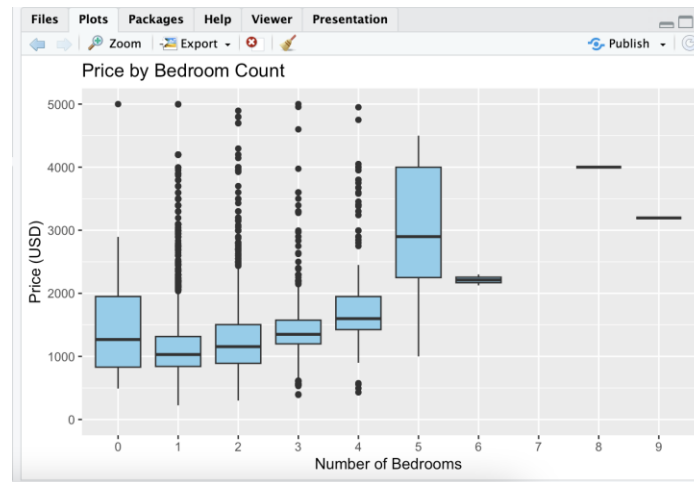 Files Plots Packages Help Viewer Presentation
Zoom Export Publish
Price by Bedroom Count
5000
4000
3000
2000
1000
0
Price (USD)
0 1 2 3 4 5 6 7 8 9
Number of Bedrooms